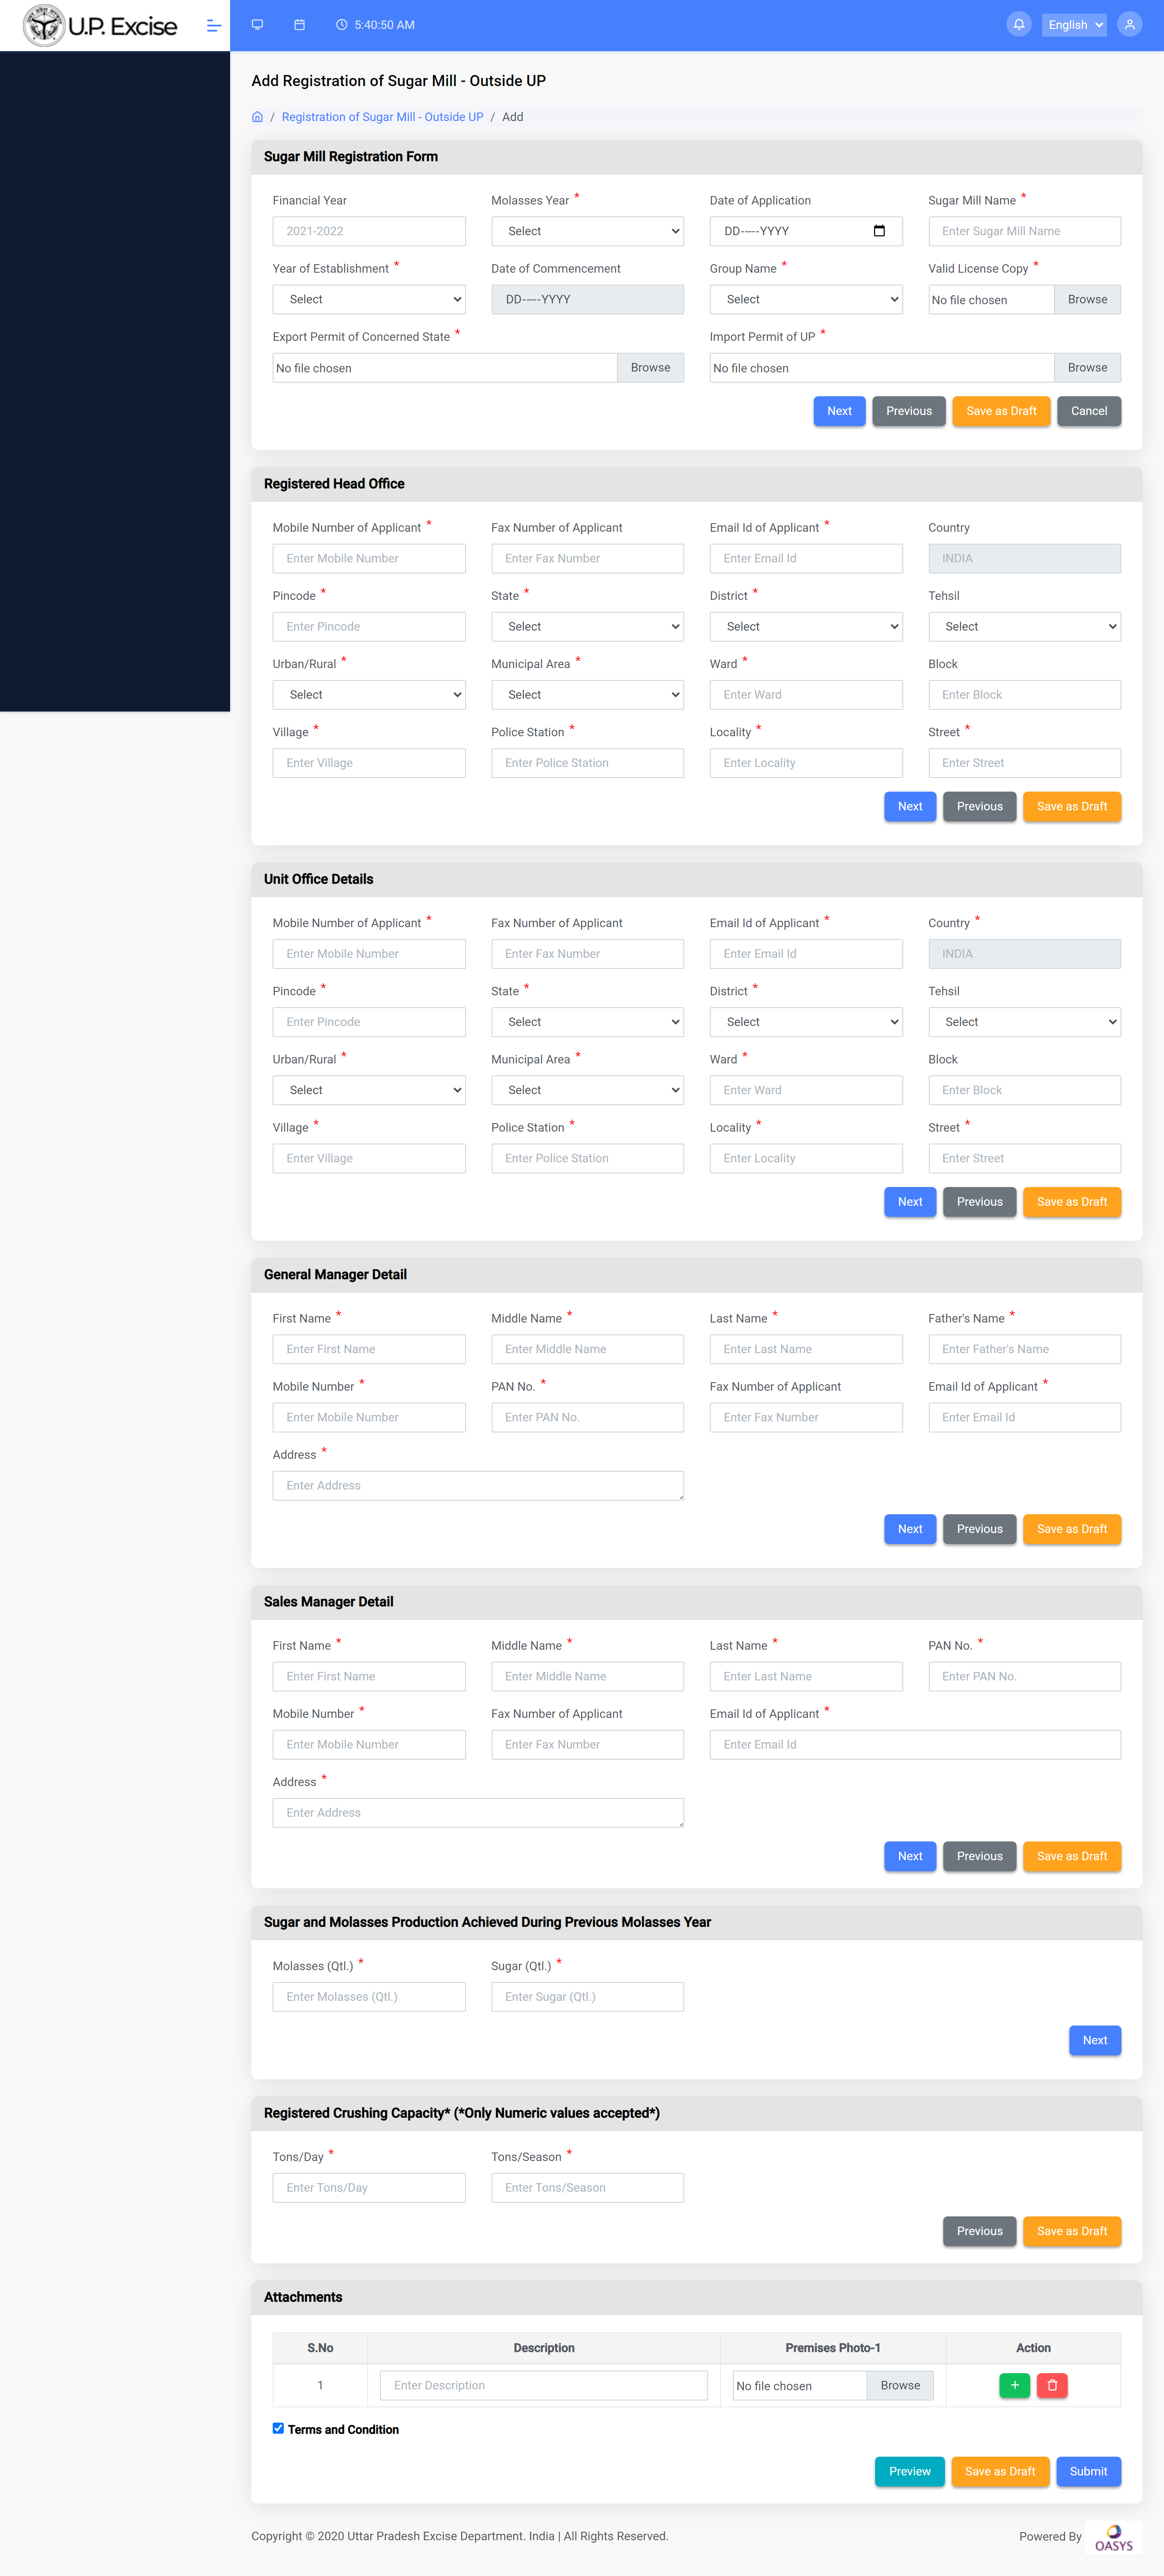 U.P. Excise
5:40:50 AM
English
Add Registration of Sugar Mill - Outside UP
/ Registration of Sugar Mill - Outside UP / Add
Sugar Mill Registration Form
Financial Year Molasses Year * Date of Application Sugar Mill Name *
2021-2022 Select DD-----YYYY Enter Sugar Mill Name
Year of Establishment * Date of Commencement Group Name * Valid License Copy *
Select DD-----YYYY Select No file chosen Browse
Export Permit of Concerned State * Import Permit of UP *
No file chosen Browse No file chosen Browse
Next Previous Save as Draft Cancel
Registered Head Office
Mobile Number of Applicant * Fax Number of Applicant Email Id of Applicant * Country
Enter Mobile Number Enter Fax Number Enter Email Id INDIA
Pincode * State * District * Tehsil
Enter Pincode Select Select Select
Urban/Rural * Municipal Area * Ward * Block
Select Select Enter Ward Enter Block
Village * Police Station * Locality * Street *
Enter Village Enter Police Station Enter Locality Enter Street
Next Previous Save as Draft
Unit Office Details
Mobile Number of Applicant * Fax Number of Applicant Email Id of Applicant * Country *
Enter Mobile Number Enter Fax Number Enter Email Id INDIA
Pincode * State * District * Tehsil
Enter Pincode Select Select Select
Urban/Rural * Municipal Area * Ward * Block
Select Select Enter Ward Enter Block
Village * Police Station * Locality * Street *
Enter Village Enter Police Station Enter Locality Enter Street
Next Previous Save as Draft
General Manager Detail
First Name * Middle Name * Last Name * Father's Name *
Enter First Name Enter Middle Name Enter Last Name Enter Father's Name
Mobile Number * PAN No. * Fax Number of Applicant Email Id of Applicant *
Enter Mobile Number Enter PAN No. Enter Fax Number Enter Email Id
Address *
Enter Address
Next Previous Save as Draft
Sales Manager Detail
First Name * Middle Name * Last Name * PAN No. *
Enter First Name Enter Middle Name Enter Last Name Enter PAN No.
Mobile Number * Fax Number of Applicant Email Id of Applicant *
Enter Mobile Number Enter Fax Number Enter Email Id
Address *
Enter Address
Next Previous Save as Draft
Sugar and Molasses Production Achieved During Previous Molasses Year
Molasses (Qtl.) * Sugar (Qtl.) *
Enter Molasses (Qtl.) Enter Sugar (Qtl.)
Next
Registered Crushing Capacity* (*Only Numeric values accepted*)
Tons/Day * Tons/Season *
Enter Tons/Day Enter Tons/Season
Previous Save as Draft
Attachments
S.No Description Premises Photo-1 Action
1 Enter Description No file chosen Browse
Terms and Condition
Preview Save as Draft Submit
Copyright © 2020 Uttar Pradesh Excise Department. India | All Rights Reserved. Powered By OASYS